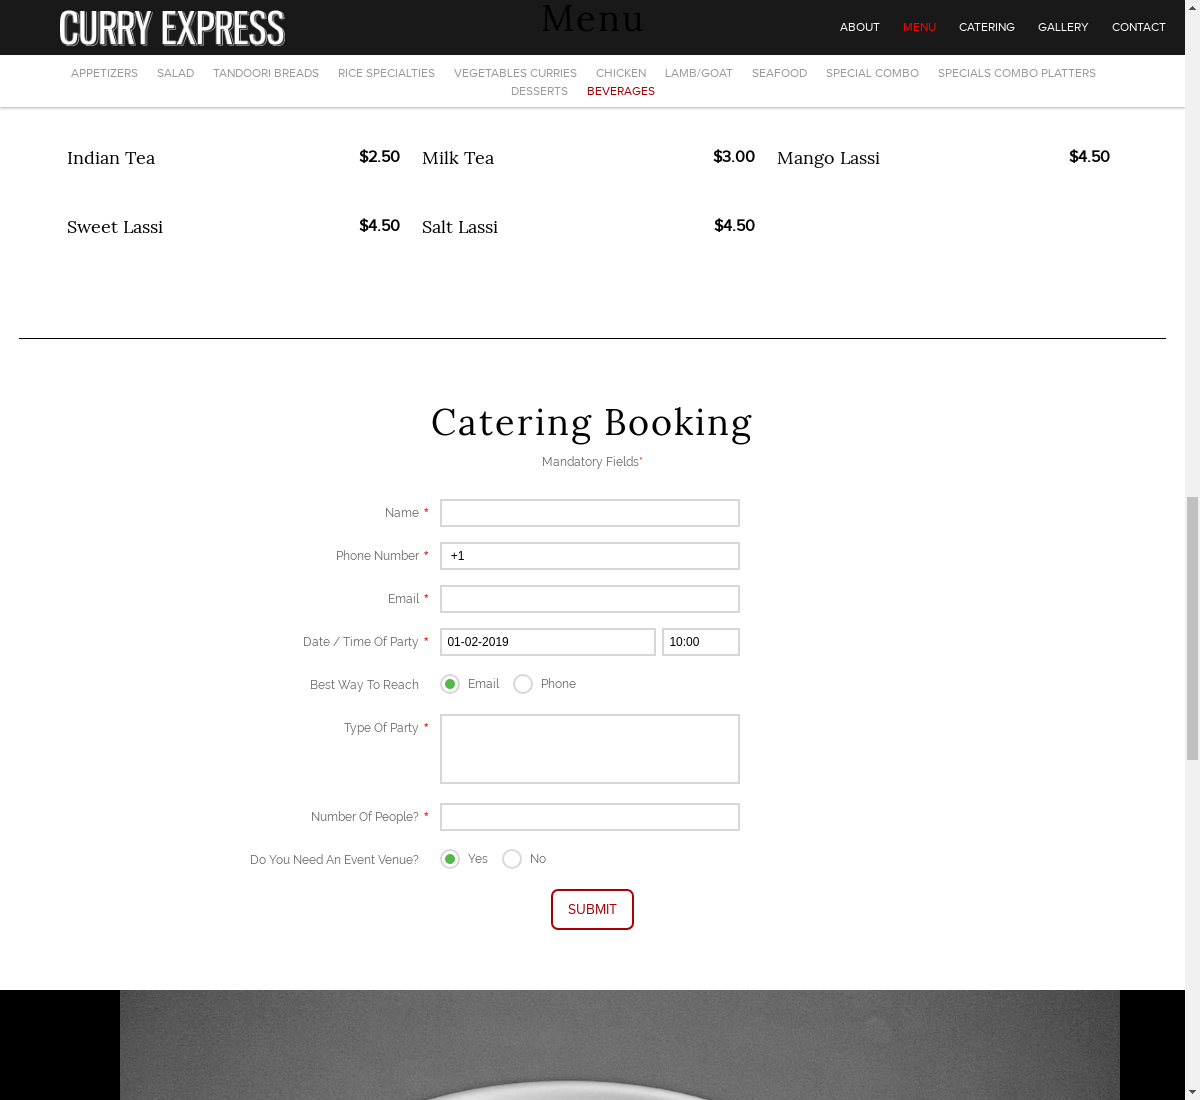 CURRY EXPRESS
Menu
ABOUT MENU CATERING GALLERY CONTACT
APPETIZERS SALAD TANDOORI BREADS RICE SPECIALTIES VEGETABLES CURRIES CHICKEN LAMB/GOAT SEAFOOD SPECIAL COMBO SPECIALS COMBO PLATTERS
DESSERTS BEVERAGES
Indian Tea $2.50 Milk Tea $3.00 Mango Lassi $4.50
Sweet Lassi $4.50 Salt Lassi $4.50
Catering Booking
Mandatory Fields*
Name *
Phone Number * +1
Email *
Date / Time Of Party * 01-02-2019 10:00
Best Way To Reach Email Phone
Type Of Party *
Number Of People? *
Do You Need An Event Venue? Yes No
SUBMIT